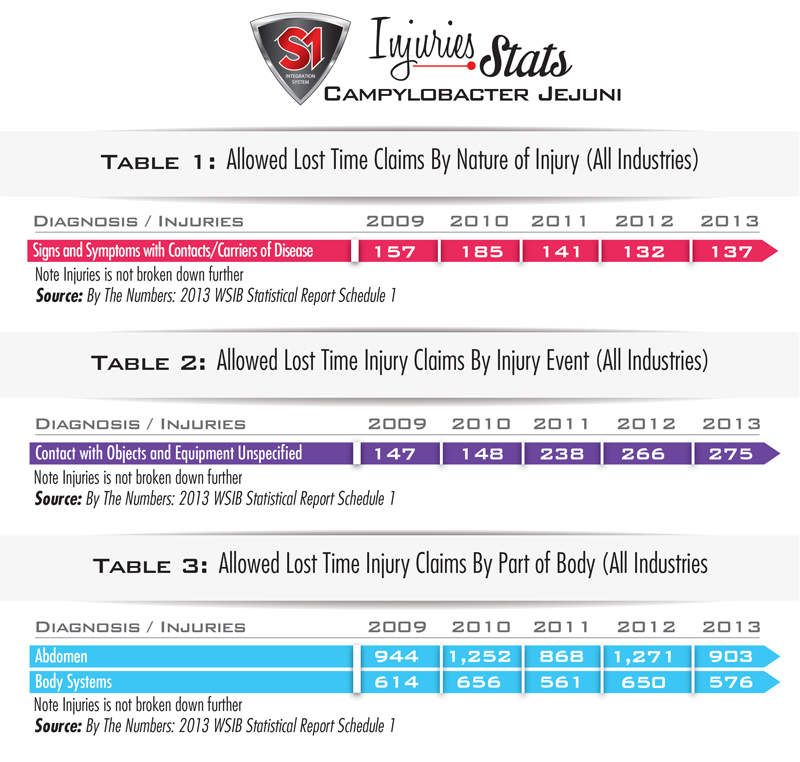 S1
INTEGRATION
SYSTEM
Injuries Stats
Campylobacter Jejuni
Table 1: Allowed Lost Time Claims By Nature of Injury (All Industries)
Diagnosis / Injuries 2009 2010 2011 2012 2013
Signs and Symptoms with Contacts/Carriers of Disease 157 185 141 132 137
Note Injuries is not broken down further
Source: By The Numbers: 2013 WSIB Statistical Report Schedule 1
Table 2: Allowed Lost Time Injury Claims By Injury Event (All Industries)
Diagnosis / Injuries 2009 2010 2011 2012 2013
Contact with Objects and Equipment Unspecified 147 148 238 266 275
Note Injuries is not broken down further
Source: By The Numbers: 2013 WSIB Statistical Report Schedule 1
Table 3: Allowed Lost Time Injury Claims By Part of Body (All Industries
Diagnosis / Injuries 2009 2010 2011 2012 2013
Abdomen 944 1,252 868 1,271 903
Body Systems 614 656 561 650 576
Note Injuries is not broken down further
Source: By The Numbers: 2013 WSIB Statistical Report Schedule 1